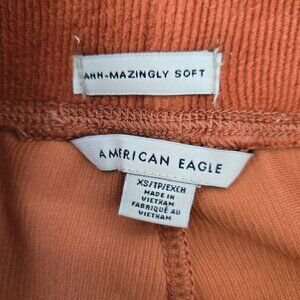 AHH-MAZINGLY SOFT
AMERICAN EAGLE
XS/TP/EXCH
MADE IN
VIETNAM
FABRIQUÉ AU
VIETNAM